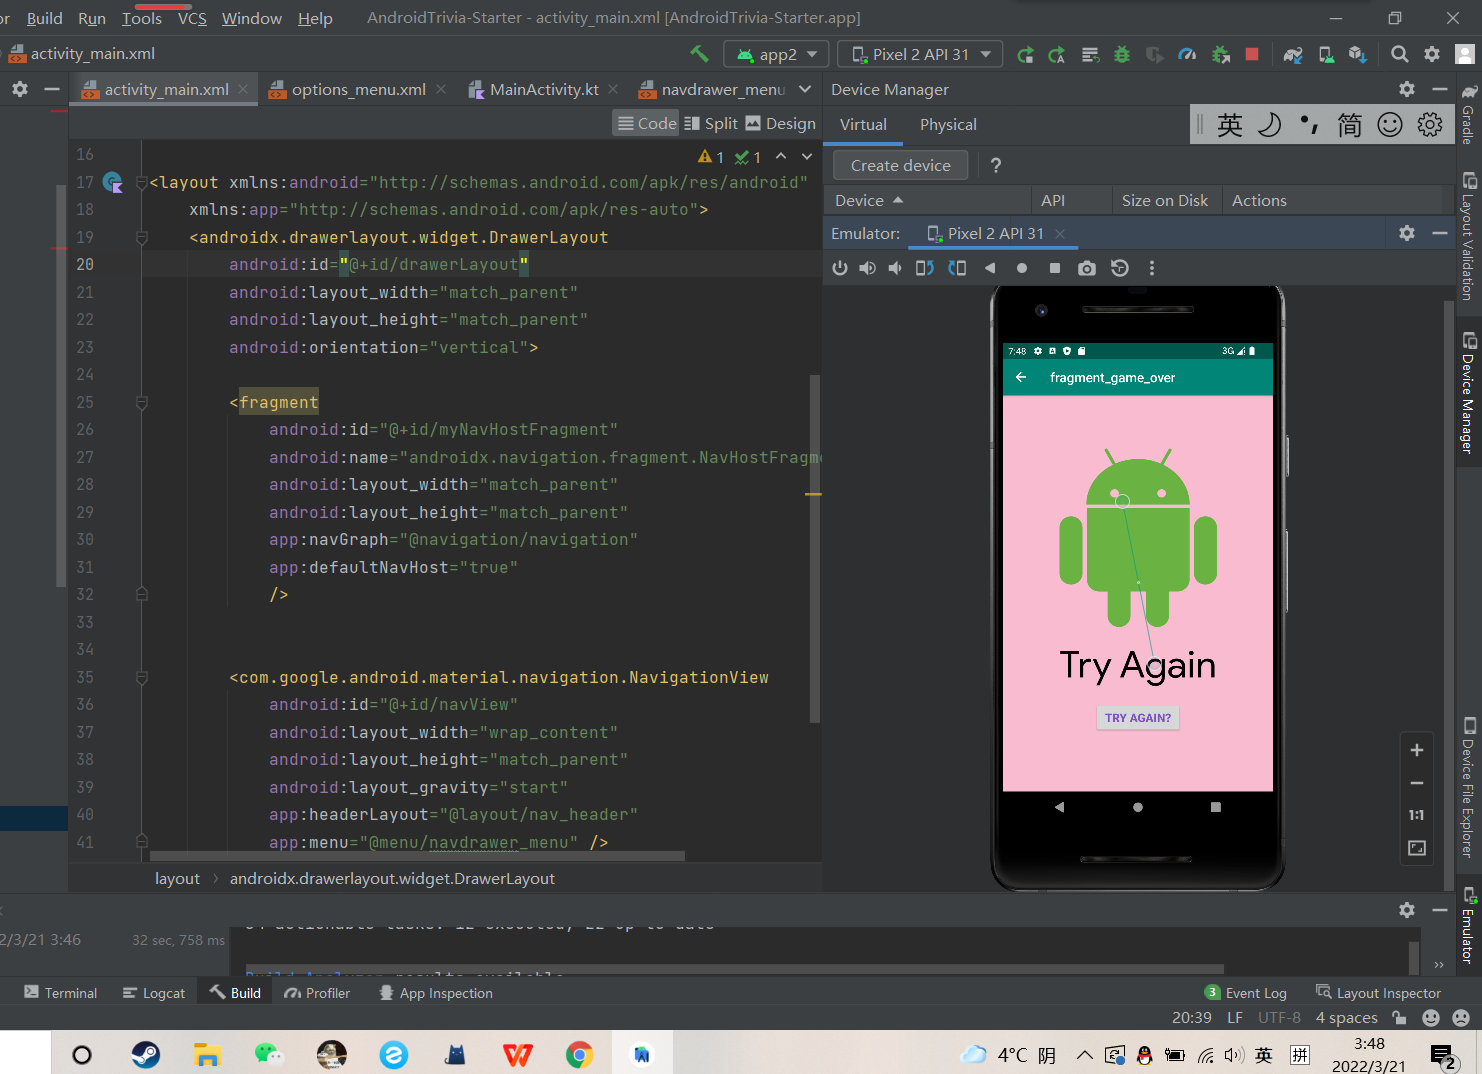 Build Run Tools VCS Window Help AndroidTrivia-Starter - activity_main.xml [AndroidTrivia-Starter.app]
activity_main.xml app2 Pixel 2 API 31
activity_main.xml options_menu.xml MainActivity.kt navdrawer_menu Device Manager
Code Split Design Virtual Physical 英 简
Create device ?
Device API Size on Disk Actions
Emulator: Pixel 2 API 31
1 1
16
17 <layout xmlns:android="http://schemas.android.com/apk/res/android"
18 xmlns:app="http://schemas.android.com/apk/res-auto">
19 <androidx.drawerlayout.widget.DrawerLayout
20 android:id="@+id/drawerLayout"
21 android:layout_width="match_parent"
22 android:layout_height="match_parent"
23 android:orientation="vertical">
24
25 <fragment
26 android:id="@+id/myNavHostFragment"
27 android:name="androidx.navigation.fragment.NavHostFragme
28 android:layout_width="match_parent"
29 android:layout_height="match_parent"
30 app:navGraph="@navigation/navigation"
31 app:defaultNavHost="true"
32 />
33
34
35 <com.google.android.material.navigation.NavigationView
36 android:id="@+id/navView"
37 android:layout_width="wrap_content"
38 android:layout_height="match_parent"
39 android:layout_gravity="start"
40 app:headerLayout="@layout/nav_header"
41 app:menu="@menu/navdrawer_menu" />
layout androidx.drawerlayout.widget.DrawerLayout
7:48 3G
fragment_game_over
Try Again
TRY AGAIN?
1:1
Gradle
Layout Validation
Device Manager
Device File Explorer
Emulator
2/3/21 3:46 32 sec, 758 ms
Terminal Logcat Build Profiler App Inspection 3 Event Log Layout Inspector
20:39 LF UTF-8 4 spaces
4°C 阴 英 拼 3:48
2022/3/21 2